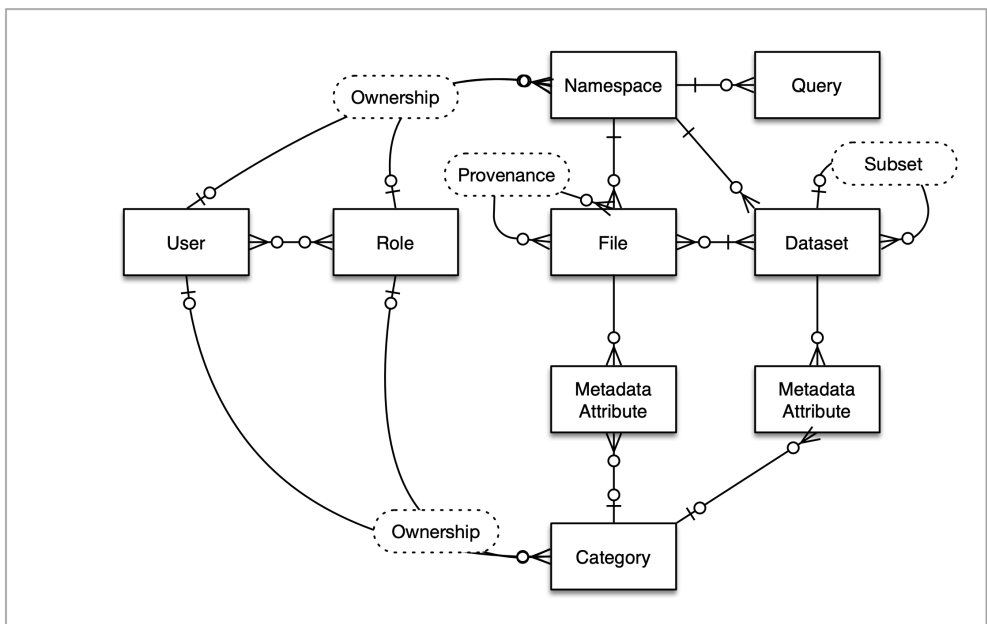 Ownership
Namespace
Query
Provenance
Subset
User
Role
File
Dataset
Metadata
Attribute
Metadata
Attribute
Ownership
Category